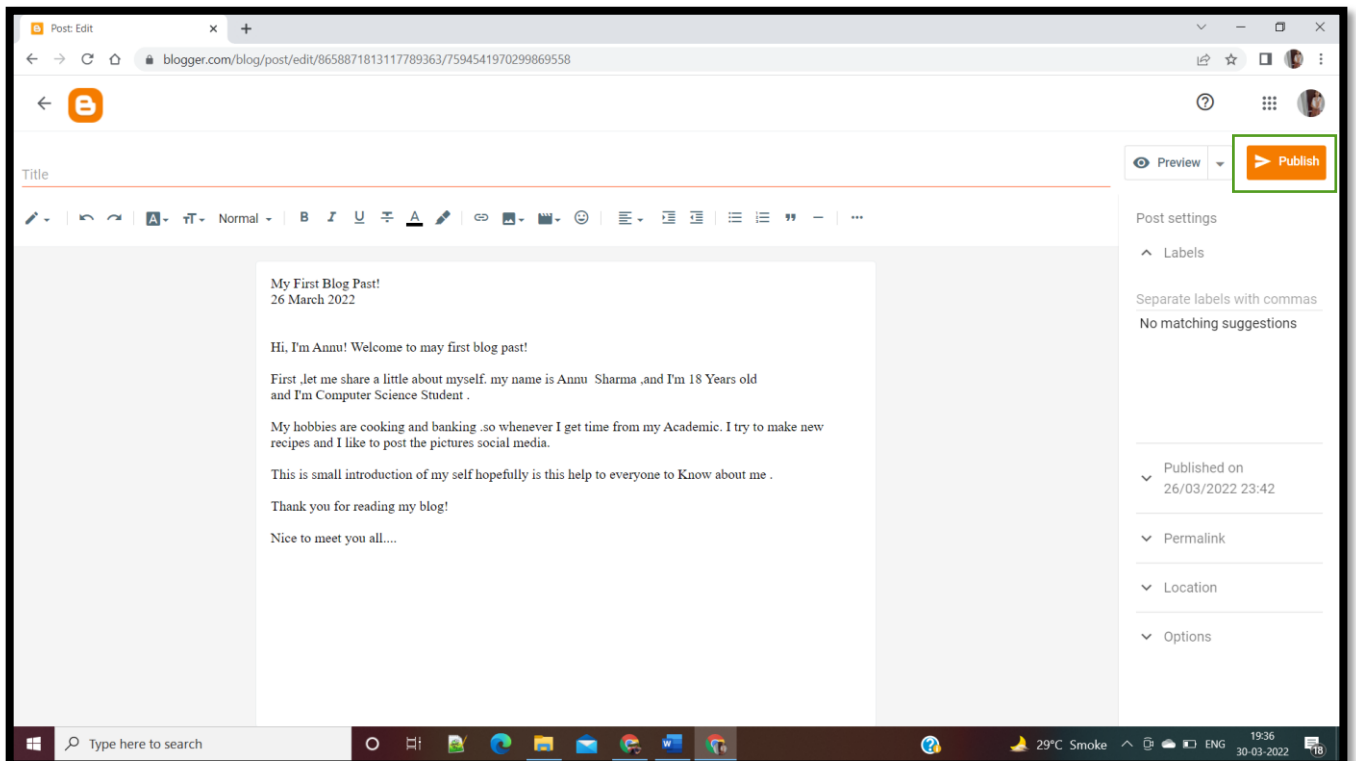 Post: Edit
blogger.com/blog/post/edit/8658871813117789363/7594541970299869558
Title
Preview
Publish
Normal
B I U A
Post settings
Labels
Separate labels with commas
No matching suggestions
My First Blog Past!
26 March 2022
Hi, I'm Annu! Welcome to may first blog past!
First ,let me share a little about myself. my name is Annu  Sharma ,and I'm 18 Years old
and I'm Computer Science Student .
My hobbies are cooking and banking .so whenever I get time from my Academic. I try to make new
recipes and I like to post the pictures social media.
This is small introduction of my self hopefully is this help to everyone to Know about me .
Thank you for reading my blog!
Nice to meet you all....
Published on
26/03/2022 23:42
Permalink
Location
Options
Type here to search
29°C Smoke
ENG
19:36
30-03-2022
18